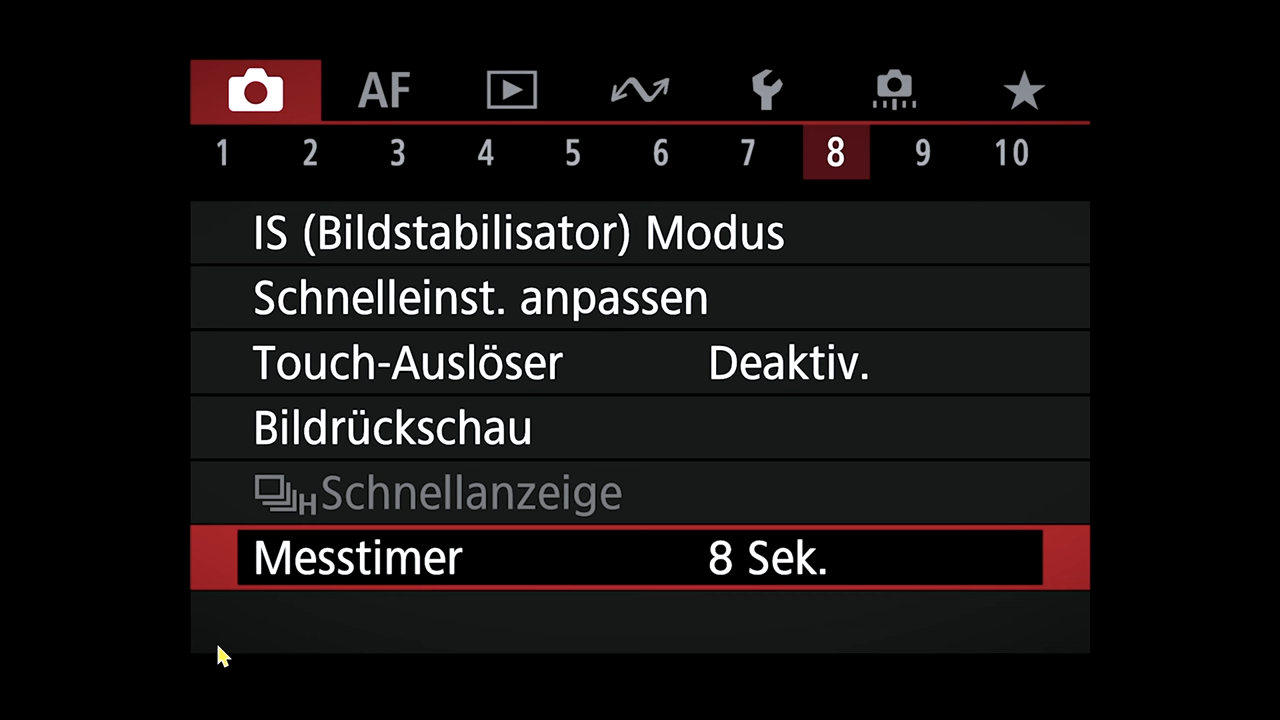 AF
1 2 3 4 5 6 7 8 9 10
IS (Bildstabilisator) Modus
Schnelleinst. anpassen
Touch-Auslöser Deaktiv.
Bildrückschau
H Schnellanzeige
Messtimer 8 Sek.